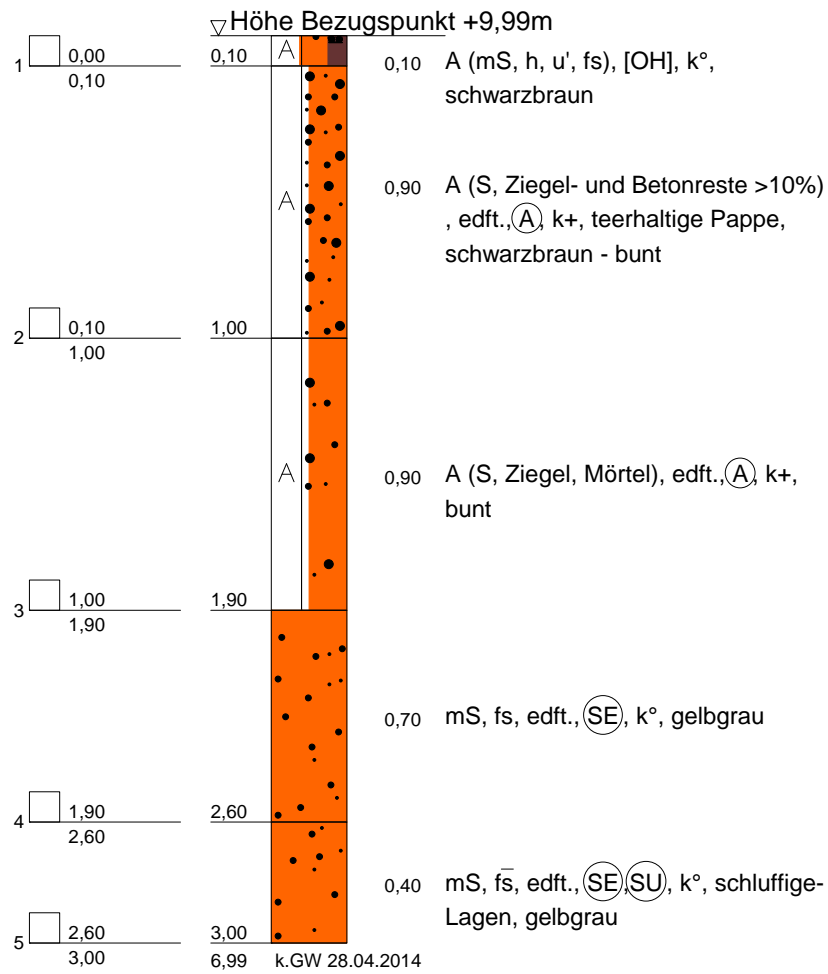 ▽ Höhe Bezugspunkt +9,99m
1 0,00 0,10 A 0,10 A (mS, h, u', fs), [OH], k°,
0,10 schwarzbraun
A 0,90 A (S, Ziegel- und Betonreste >10%)
, edft., A, k+, teerhaltige Pappe,
schwarzbraun - bunt
2 0,10 1,00
1,00
A 0,90 A (S, Ziegel, Mörtel), edft., A, k+,
bunt
3 1,00 1,90
1,90
0,70 mS, fs, edft., SE, k°, gelbgrau
4 1,90 2,60
2,60
0,40 mS, fs̄, edft., SE, SU, k°, schluffige-
Lagen, gelbgrau
5 2,60 3,00
3,00 6,99 k.GW 28.04.2014